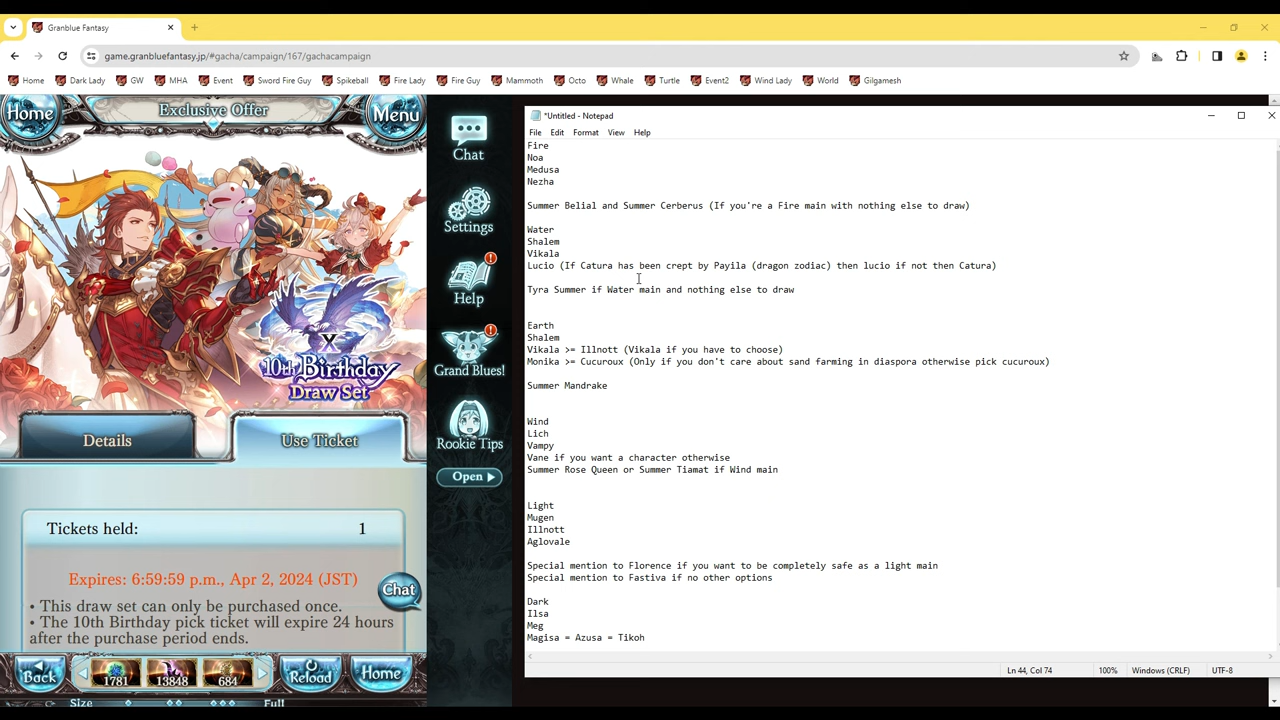 Granblue Fantasy
game.granbluefantasy.jp/#gacha/campaign/167/gachacampaign
Home Dark Lady GW MHA Event Sword Fire Guy Spikeball Fire Lady Fire Guy Mammoth Octo Whale Turtle Event2 Wind Lady World Gilgamesh
Home
Exclusive Offer
Menu
X
10th Birthday
Draw Set
Details
Use Ticket
Tickets held: 1
Expires: 6:59:59 p.m., Apr 2, 2024 (JST)
• This draw set can only be purchased once.
• The 10th Birthday pick ticket will expire 24 hours
after the purchase period ends.
Chat
Back
1781
13848
684
Reload
Home
Size
Full
Chat
Settings
Help
Grand Blues!
Rookie Tips
Open
*Untitled - Notepad
File Edit Format View Help
Fire
Noa
Medusa
Nezha
Summer Belial and Summer Cerberus (If you're a Fire main with nothing else to draw)
Water
Shalem
Vikala
Lucio (If Catura has been crept by Payila (dragon zodiac) then lucio if not then Catura)
Tyra Summer if Water main and nothing else to draw
Earth
Shalem
Vikala >= Illnott (Vikala if you have to choose)
Monika >= Cucuroux (Only if you don't care about sand farming in diaspora otherwise pick cucuroux)
Summer Mandrake
Wind
Lich
Vampy
Vane if you want a character otherwise
Summer Rose Queen or Summer Tiamat if Wind main
Light
Mugen
Illnott
Aglovale
Special mention to Florence if you want to be completely safe as a light main
Special mention to Fastiva if no other options
Dark
Ilsa
Meg
Magisa = Azusa = Tikoh
Ln 44, Col 74
100%
Windows (CRLF)
UTF-8